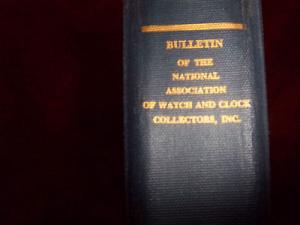 BULLETIN
OF THE
NATIONAL
ASSOCIATION
OF WATCH AND CLOCK
COLLECTORS, INC.